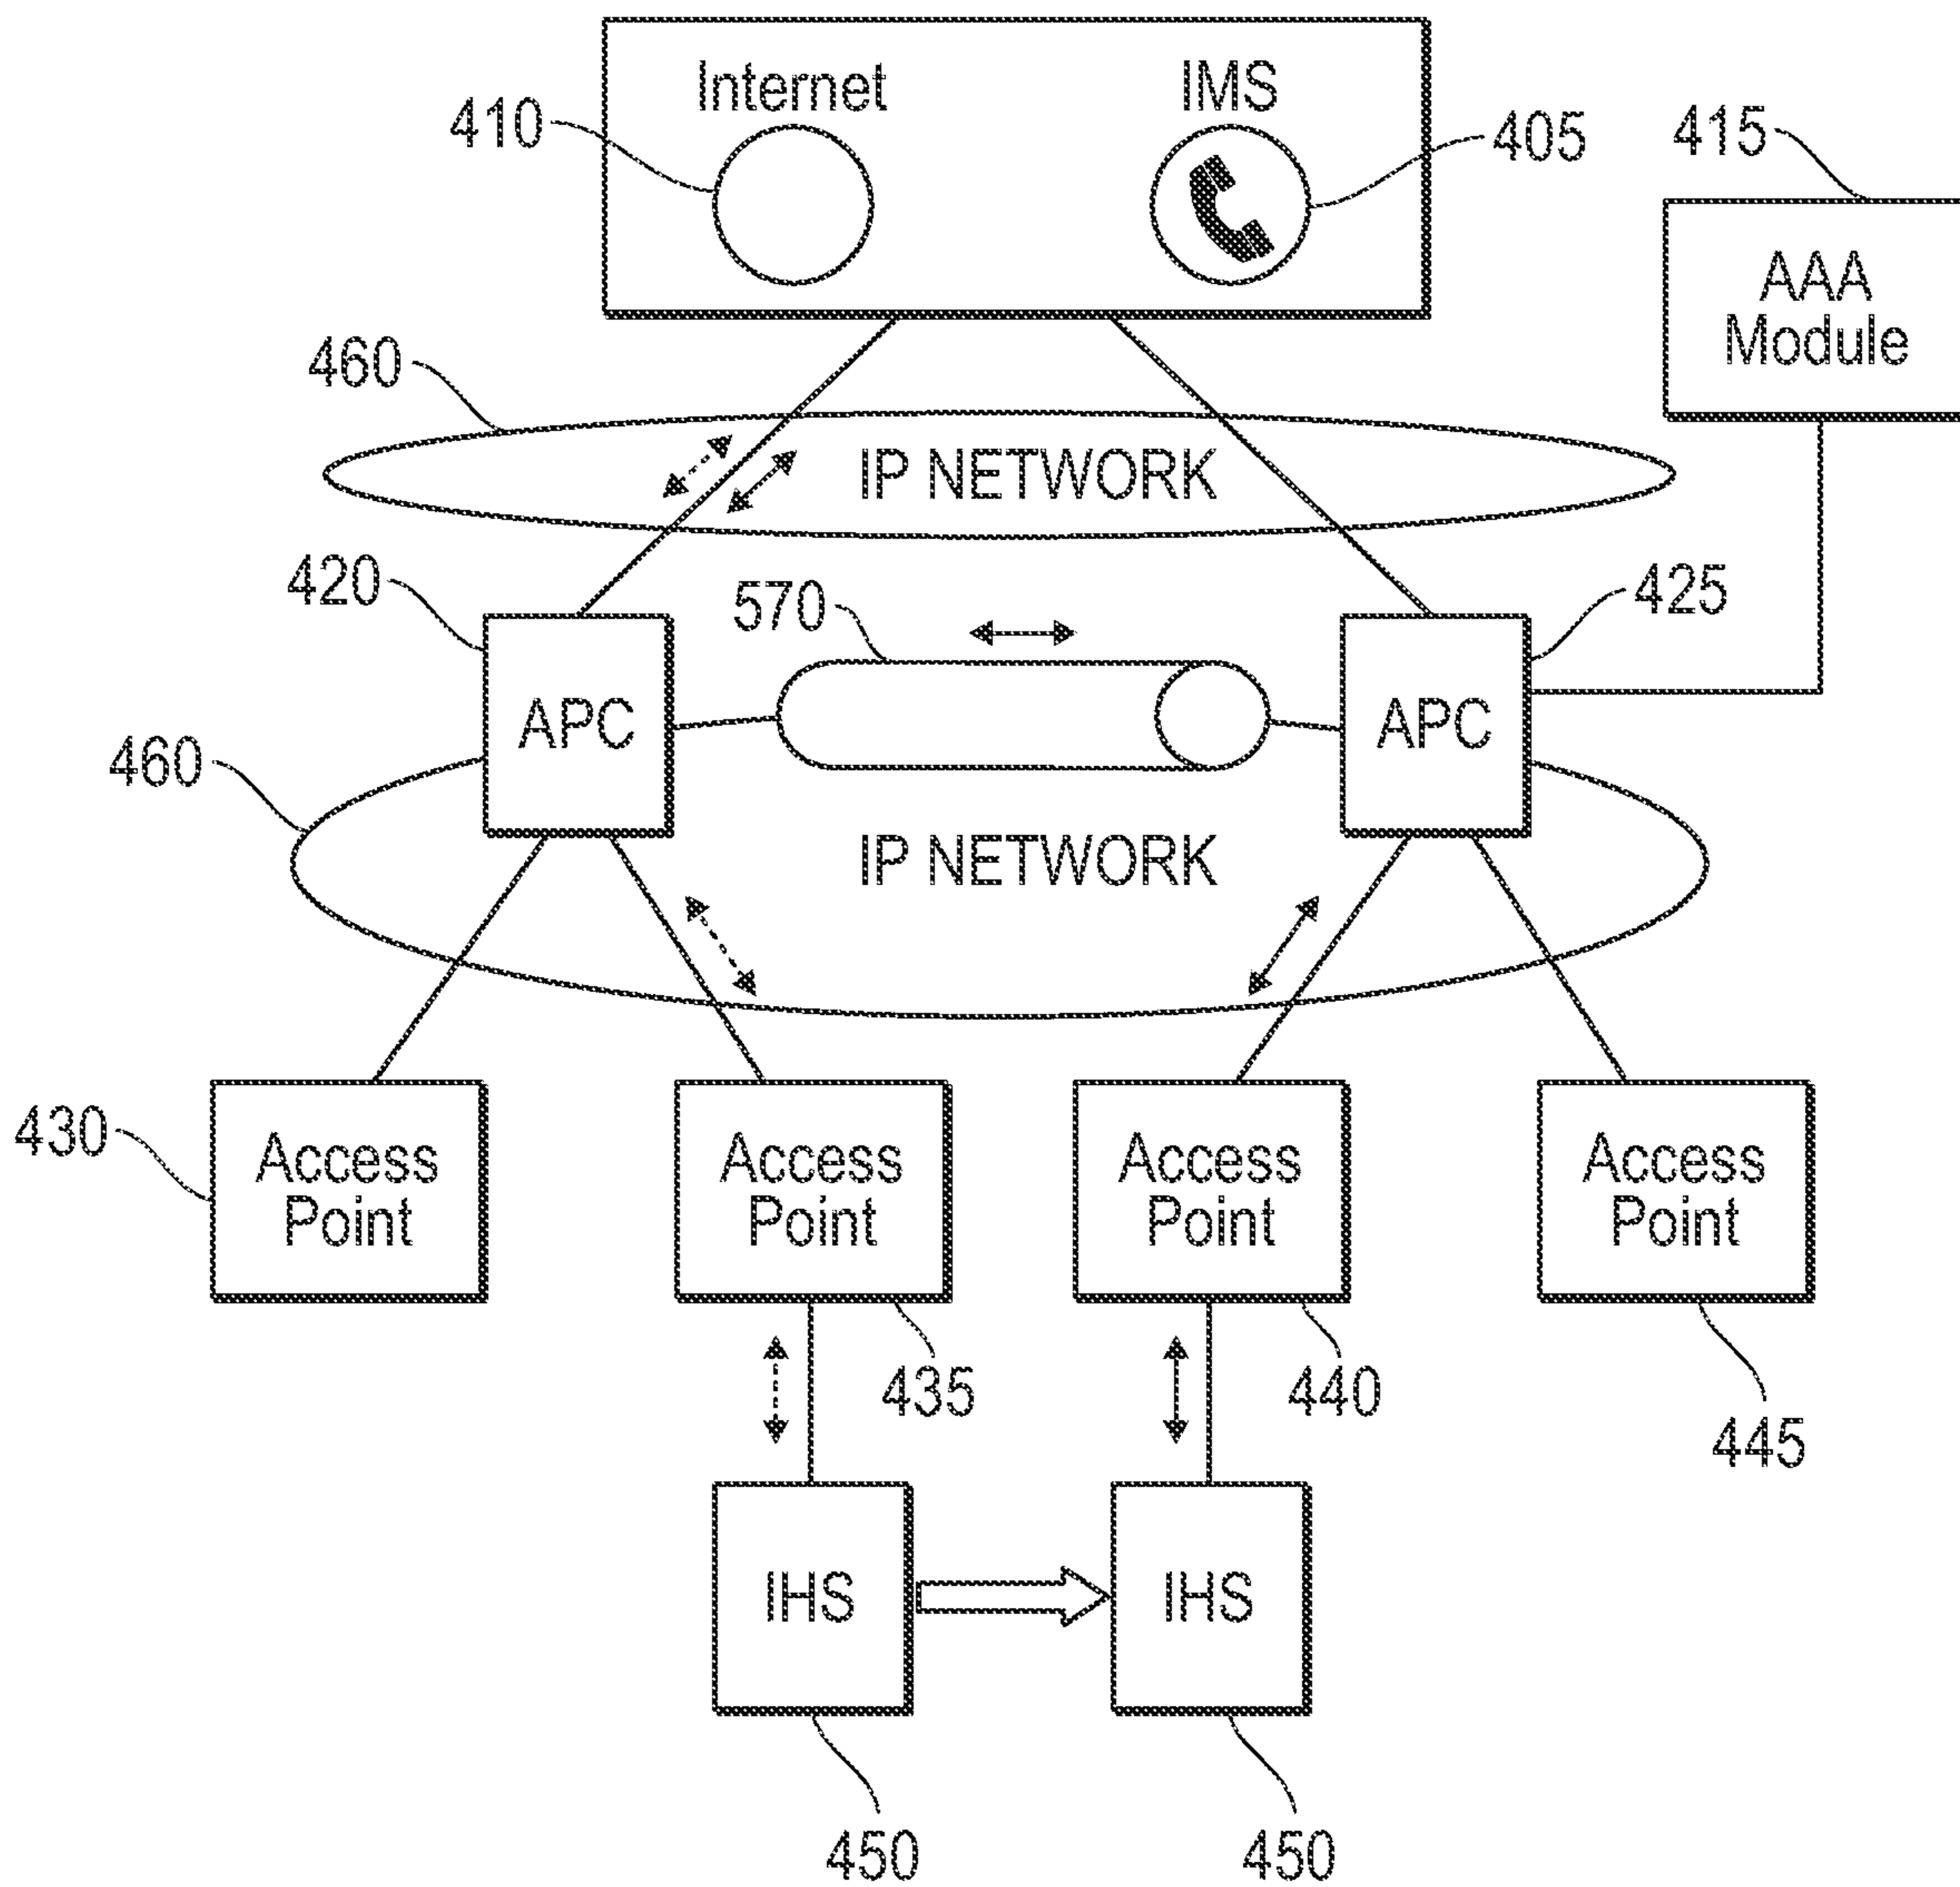 Internet
IMS
410
405
415
AAA
Module
460
IP NETWORK
420
570
425
APC
APC
460
IP NETWORK
430
Access
Point
Access
Point
Access
Point
Access
Point
435
440
445
IHS
IHS
450
450